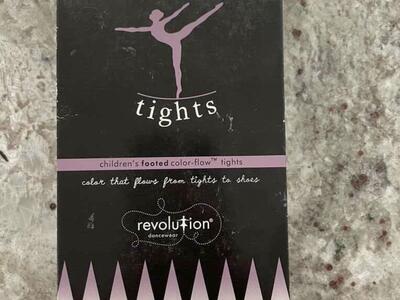 tights
children's footed color-flow™ tights
color that flows from tights to shoes
revolution®
dancewear